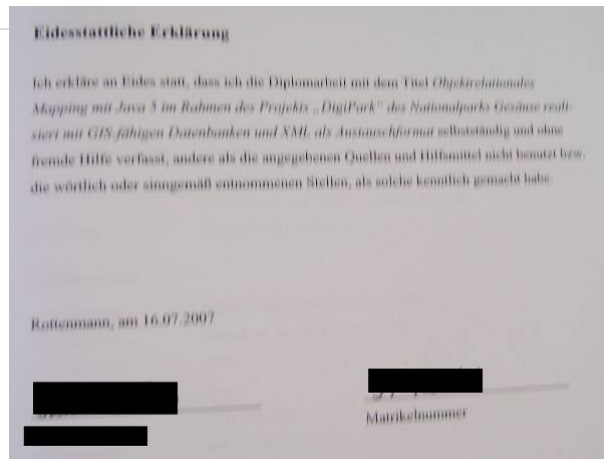 Eidesstattliche Erklärung
Ich erkläre an Eides statt, dass ich die Diplomarbeit mit dem Titel Objektrelationales
Mapping mit Java 5 im Rahmen des Projekts „DigiPark" des Nationalparks Gesäuse reali-
siert mit GIS-fähigen Datenbanken und XML als Austauschformat selbstständig und ohne
fremde Hilfe verfasst, andere als die angegebenen Quellen und Hilfsmittel nicht benutzt bzw.
die wörtlich oder sinngemäß entnommenen Stellen, als solche kenntlich gemacht habe.
Rottenmann, am 16.07.2007
Matrikelnummer